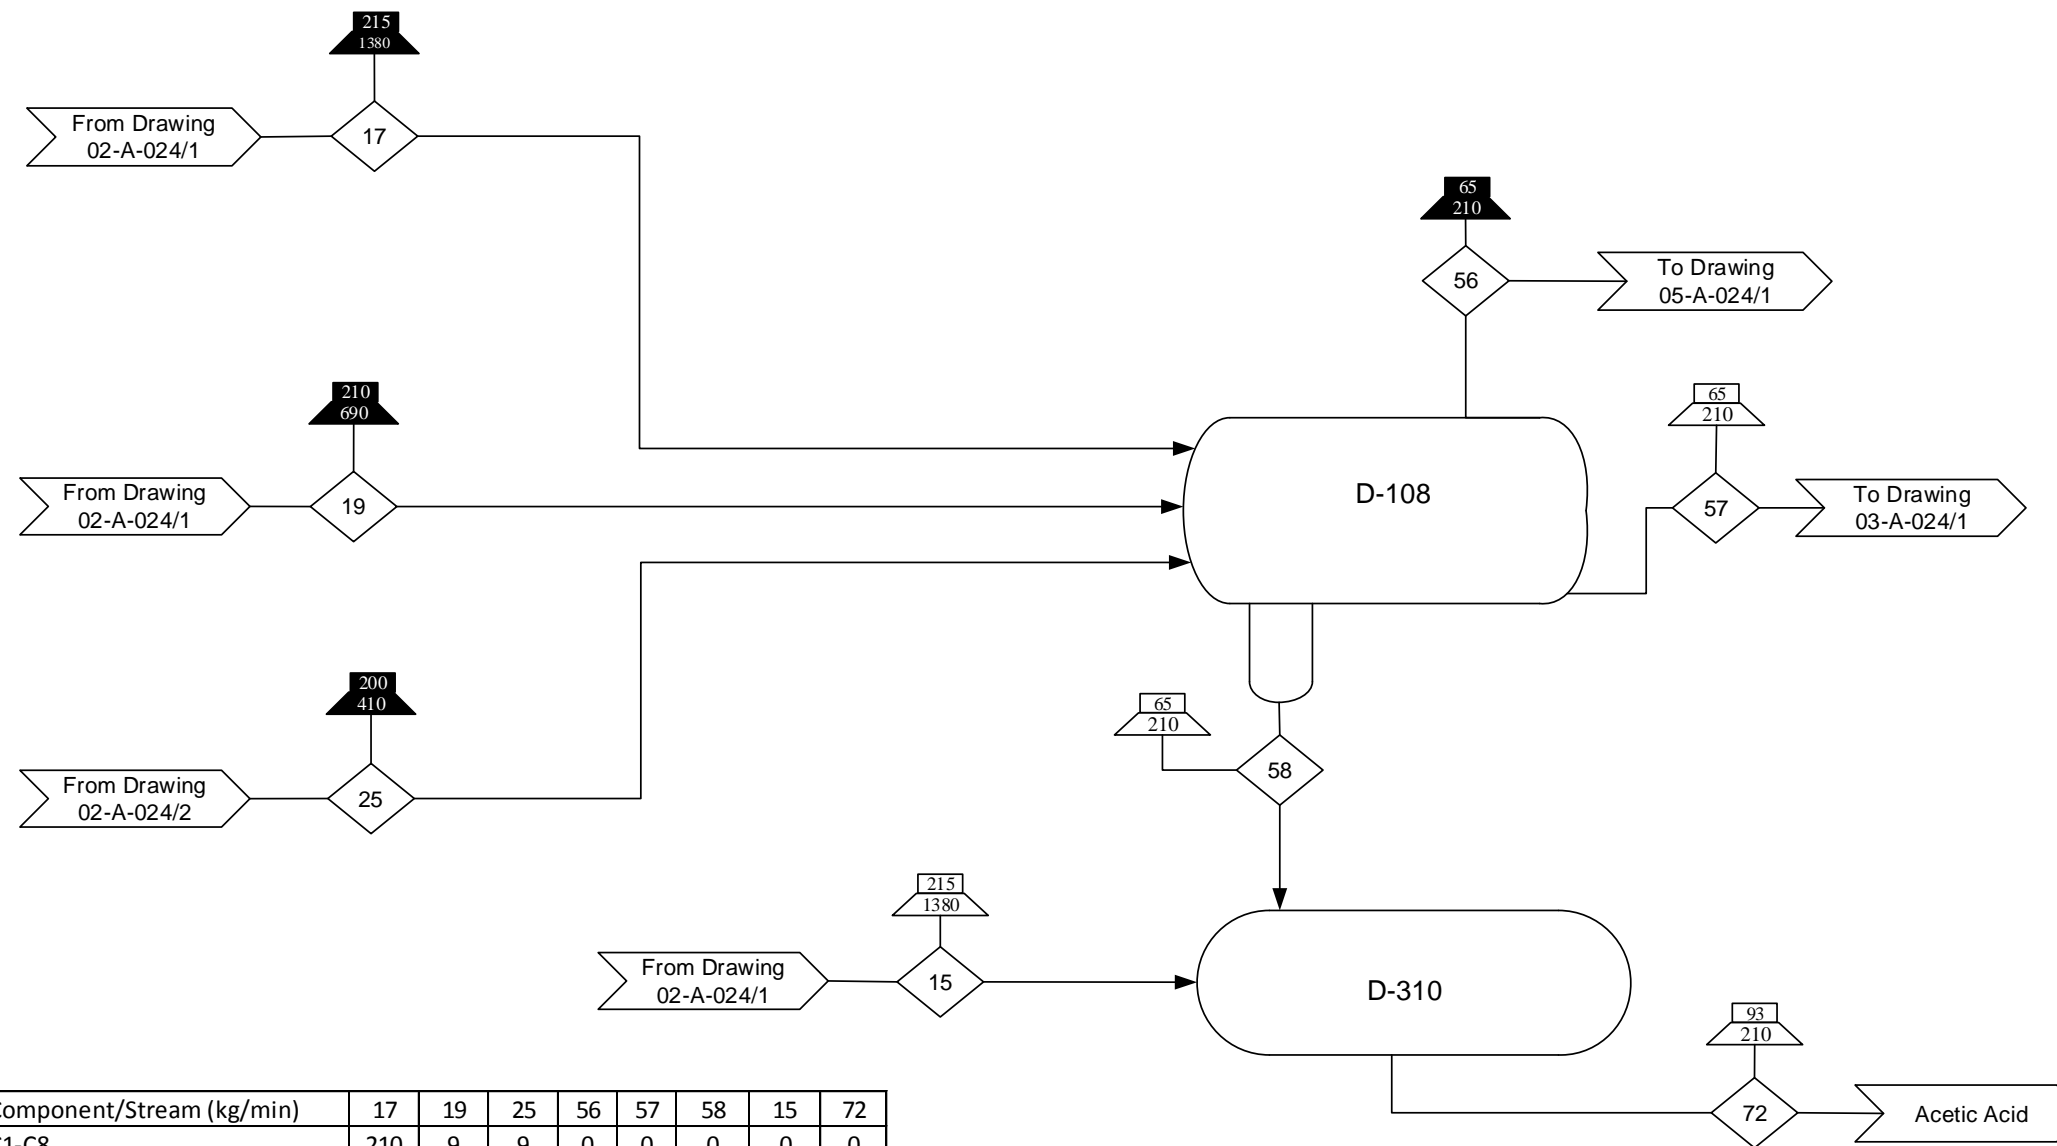 215
1380
From Drawing
02-A-024/1
17
65
210
56
To Drawing
05-A-024/1
210
690
From Drawing
02-A-024/1
19
D-108
65
210
57
To Drawing
03-A-024/1
200
410
From Drawing
02-A-024/2
25
65
210
58
215
1380
From Drawing
02-A-024/1
15
D-310
93
210
72
Acetic Acid
Component/Stream (kg/min) 17 19 25 56 57 58 15 72
C1-C8 210 9 9 0 0 0 0 0